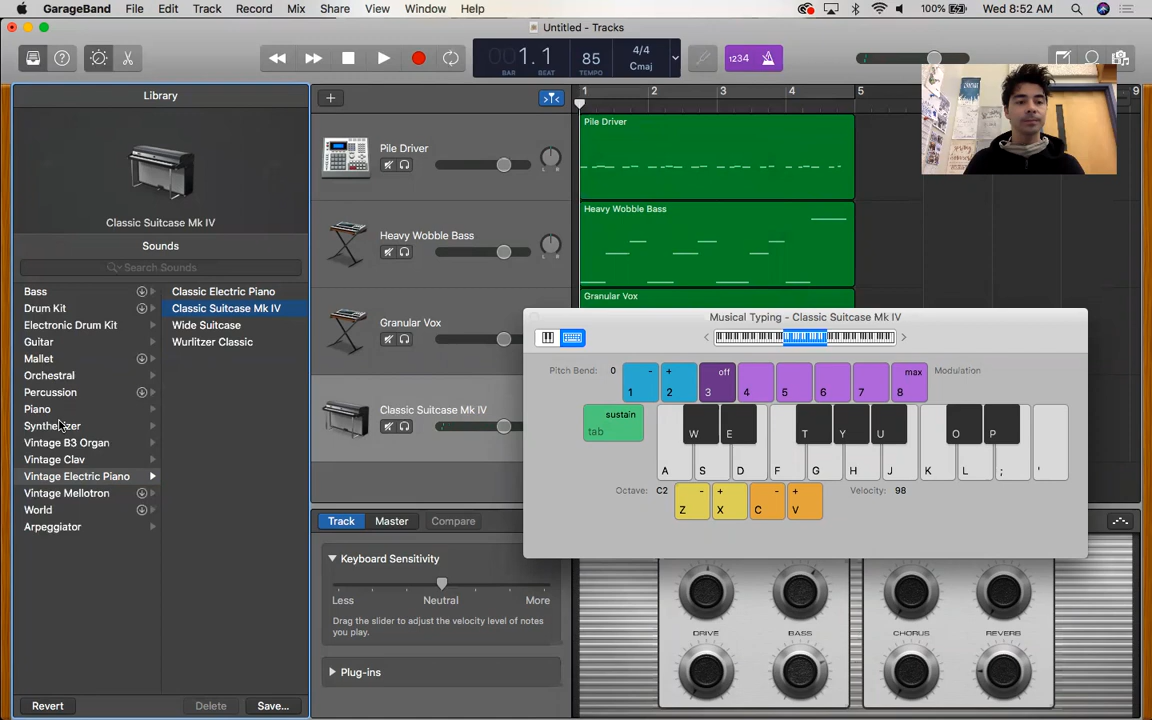 GarageBand File Edit Track Record Mix Share View Window Help 100% Wed 8:52 AM
Untitled - Tracks
001.1 85 4/4 Cmaj 1234
BAR BEAT TEMPO
Library
Classic Suitcase Mk IV
Sounds
Search Sounds
Bass
Drum Kit
Electronic Drum Kit
Guitar
Mallet
Orchestral
Percussion
Piano
Synthesizer
Vintage B3 Organ
Vintage Clav
Vintage Electric Piano
Vintage Mellotron
World
Arpeggiator
Classic Electric Piano
Classic Suitcase Mk IV
Wide Suitcase
Wurlitzer Classic
Revert Delete Save...
1 2 3 4 5 9
Pile Driver
L R
Heavy Wobble Bass
L R
Granular Vox
Classic Suitcase Mk IV
Pile Driver
Heavy Wobble Bass
Granular Vox
Musical Typing - Classic Suitcase Mk IV
Pitch Bend: 0 - + off max Modulation
1 2 3 4 5 6 7 8
sustain
tab
W E T Y U O P
A S D F G H J K L ; '
Octave: C2 - + - + Velocity: 98
Z X C V
Track Master Compare
Keyboard Sensitivity
Less Neutral More
Drag the slider to adjust the velocity level of notes
you play.
Plug-ins
DRIVE BASS CHORUS REVERB